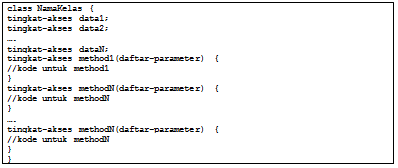 class NamaKelas {
tingkat-akses data1;
tingkat-akses data2;
….
tingkat-akses dataN;
tingkat-akses method1(daftar-parameter) {
//kode untuk method1
}
tingkat-akses methodN(daftar-parameter) {
//kode untuk methodN
}
….
tingkat-akses methodN(daftar-parameter) {
//kode untuk methodN
}
}